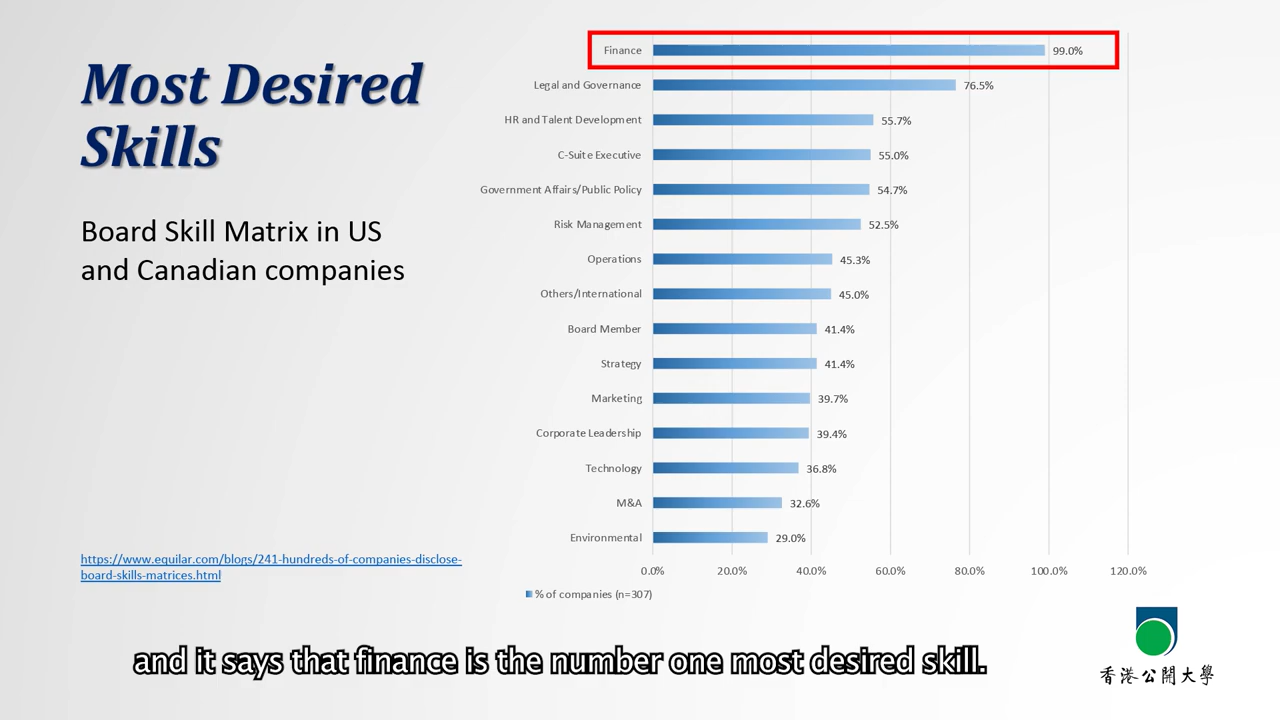 Most Desired
Skills
Board Skill Matrix in US
and Canadian companies
https://www.equilar.com/blogs/241-hundreds-of-companies-disclose-
board-skills-matrices.html
Finance 99.0%
Legal and Governance 76.5%
HR and Talent Development 55.7%
C-Suite Executive 55.0%
Government Affairs/Public Policy 54.7%
Risk Management 52.5%
Operations 45.3%
Others/International 45.0%
Board Member 41.4%
Strategy 41.4%
Marketing 39.7%
Corporate Leadership 39.4%
Technology 36.8%
M&A 32.6%
Environmental 29.0%
0.0% 20.0% 40.0% 60.0% 80.0% 100.0% 120.0%
% of companies (n=307)
and it says that finance is the number one most desired skill.
香港公開大學